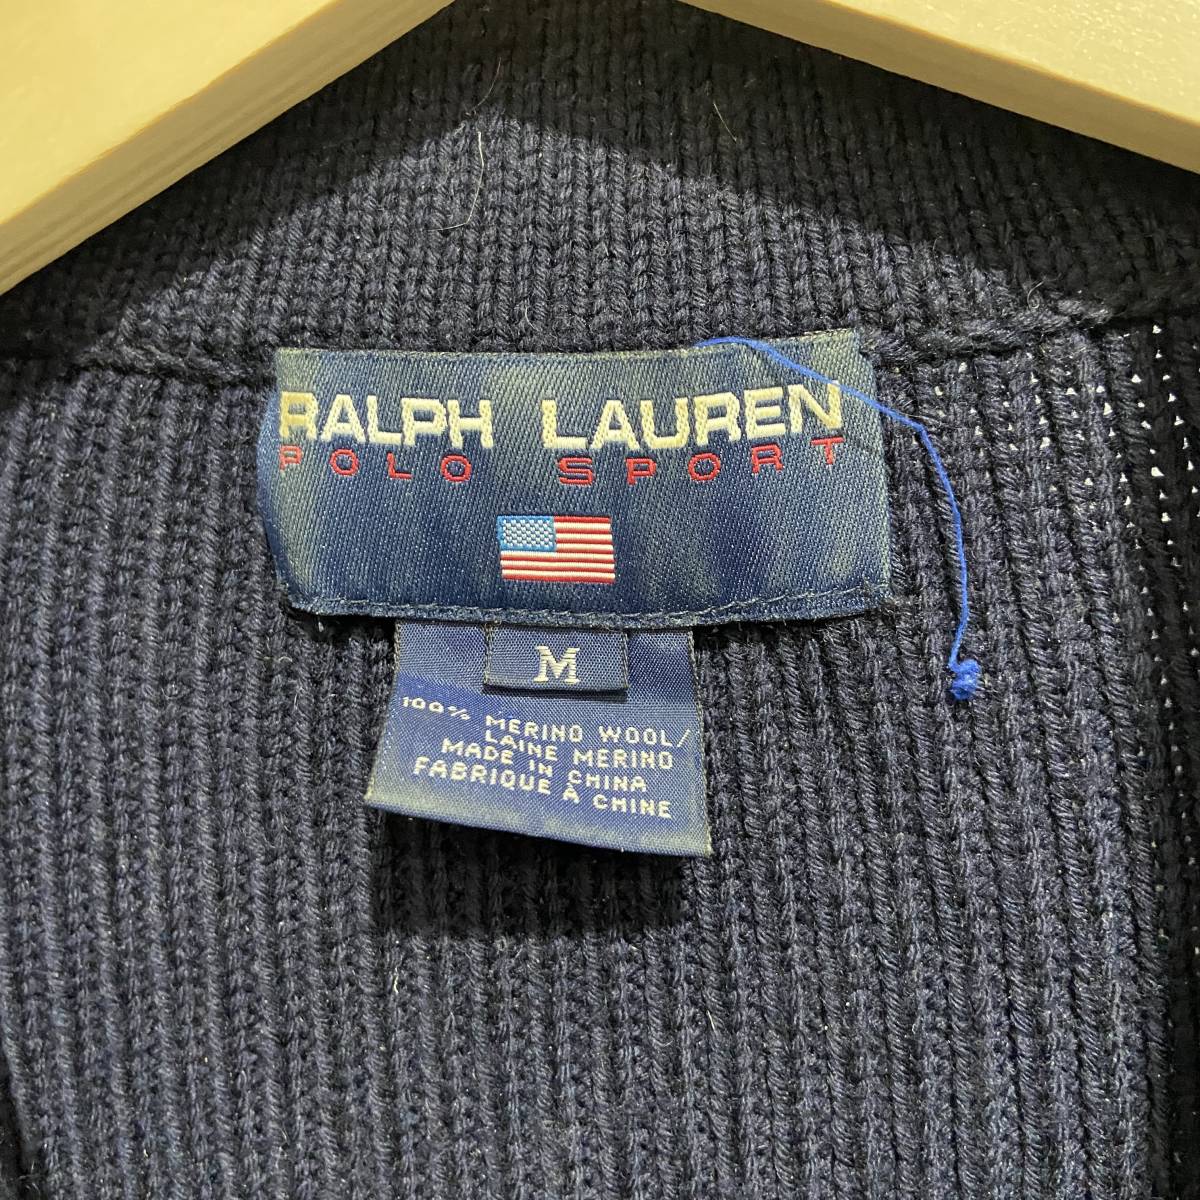 RALPH LAUREN
POLO SPORT
M
100% MERINO WOOL/
LAINE MERINO
MADE IN CHINA
FABRIQUE À CHINE